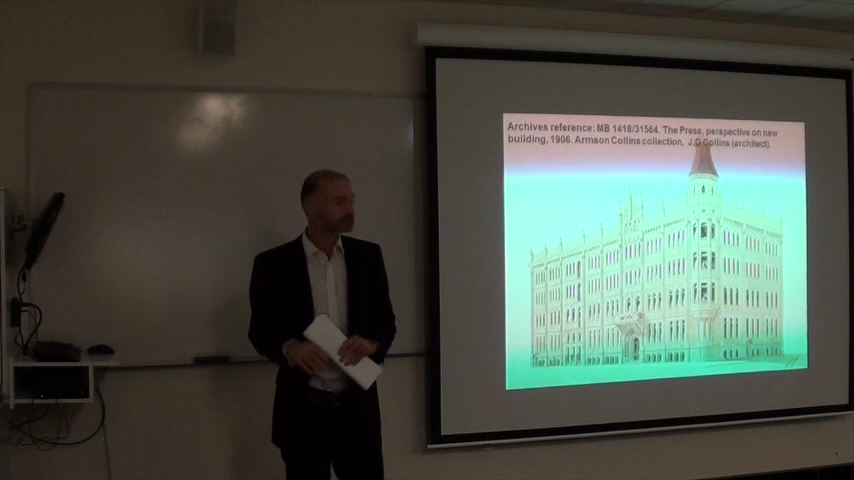 Archives reference: MB 1418/31564. The Press, perspective on new
building, 1906. Armson Collins collection, J.G Collins (architect).